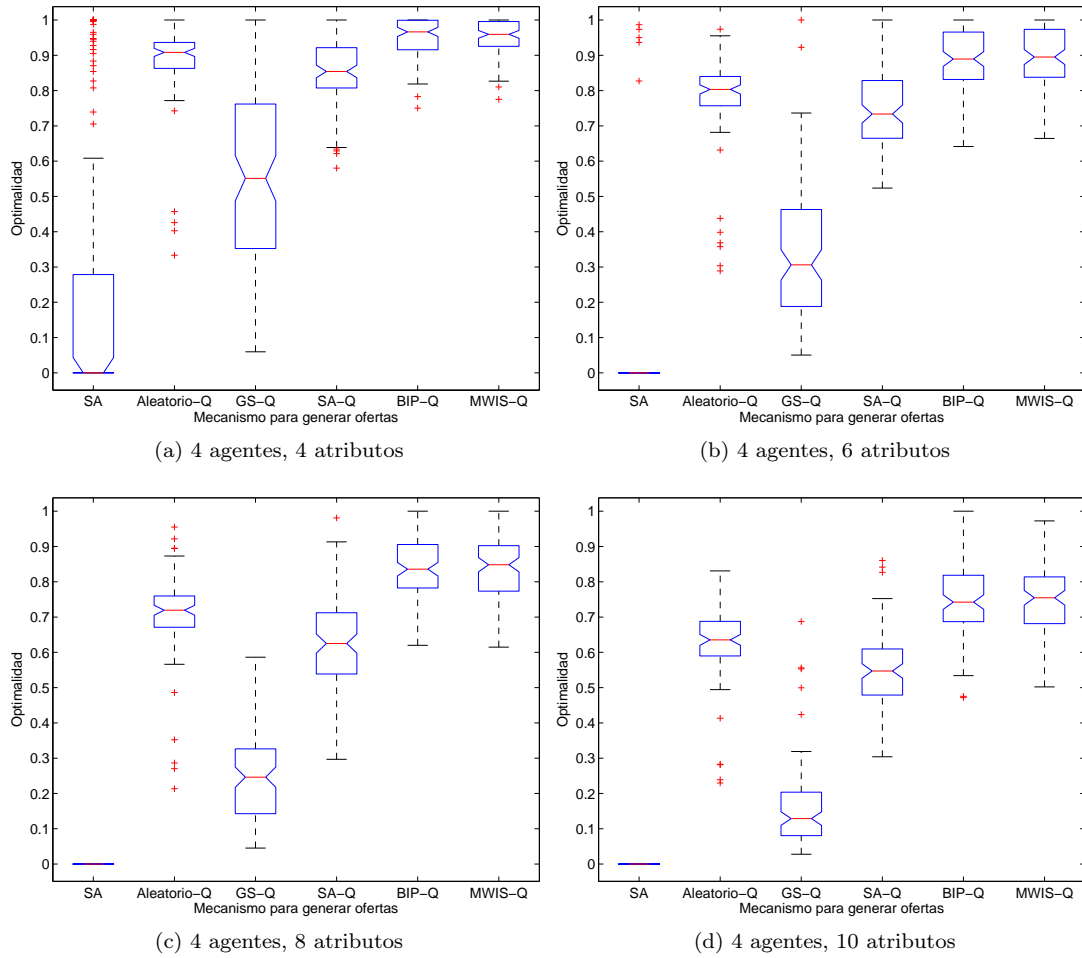 1
0.9
0.8
0.7
0.6
0.5
0.4
0.3
0.2
0.1
0
Optimalidad
SA Aleatorio−Q GS−Q SA−Q BIP−Q MWIS−Q
Mecanismo para generar ofertas
(a) 4 agentes, 4 atributos
1
0.9
0.8
0.7
0.6
0.5
0.4
0.3
0.2
0.1
0
Optimalidad
SA Aleatorio−Q GS−Q SA−Q BIP−Q MWIS−Q
Mecanismo para generar ofertas
(b) 4 agentes, 6 atributos
1
0.9
0.8
0.7
0.6
0.5
0.4
0.3
0.2
0.1
0
Optimalidad
SA Aleatorio−Q GS−Q SA−Q BIP−Q MWIS−Q
Mecanismo para generar ofertas
(c) 4 agentes, 8 atributos
1
0.9
0.8
0.7
0.6
0.5
0.4
0.3
0.2
0.1
0
Optimalidad
SA Aleatorio−Q GS−Q SA−Q BIP−Q MWIS−Q
Mecanismo para generar ofertas
(d) 4 agentes, 10 atributos